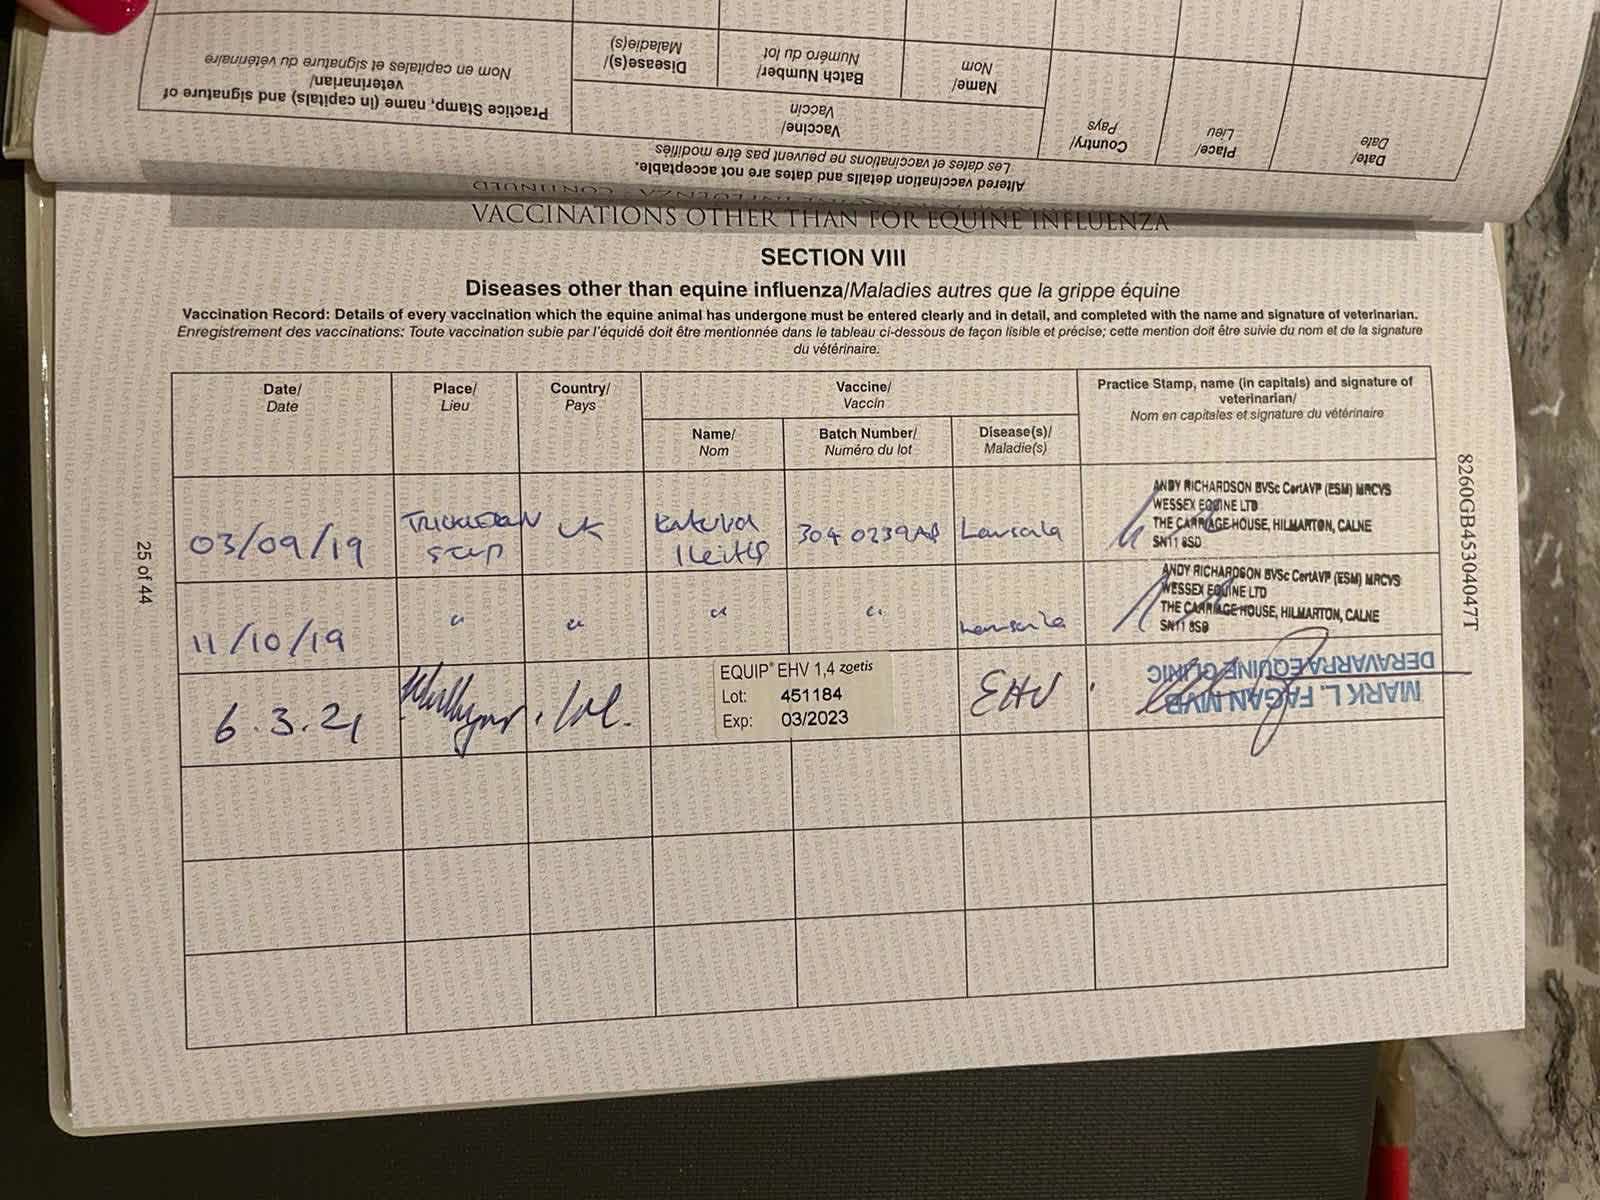 Practice Stamp, name (in capitals) and signature of
veterinarian/
Nom en capitales et signature du vétérinaire
Disease(s)/
Maladie(s)
Batch Number/
Numéro du lot
Name/
Nom
Vaccine/
Vaccin
Country/
Pays
Place/
Lieu
Date/
Date
Altered vaccination details and dates are not acceptable.
Les dates et vaccinations ne peuvent pas être modifiées
VACCINATIONS OTHER THAN FOR EQUINE INFLUENZA
SECTION VIII
Diseases other than equine influenza/Maladies autres que la grippe équine
Vaccination Record: Details of every vaccination which the equine animal has undergone must be entered clearly and in detail, and completed with the name and signature of veterinarian.
Enregistrement des vaccinations: Toute vaccination subie par l'équidé doit être mentionnée dans le tableau ci-dessous de façon lisible et précise; cette mention doit être suivie du nom et de la signature
du vétérinaire.
Date/
Date
Place/
Lieu
Country/
Pays
Vaccine/
Vaccin
Name/
Nom
Batch Number/
Numéro du lot
Disease(s)/
Maladie(s)
Practice Stamp, name (in capitals) and signature of
veterinarian/
Nom en capitales et signature du vétérinaire
03/09/19
UK
304 0239AB
ANDY RICHARDSON BVSc CertAVP (ESM) MRCVS
WESSEX EQUINE LTD
THE CARRIAGE HOUSE, HILMARTON, CALNE
SN11 8SD
11/10/19
"
"
"
"
ANDY RICHARDSON BVSc CertAVP (ESM) MRCVS
WESSEX EQUINE LTD
THE CARRIAGE HOUSE, HILMARTON, CALNE
SN11 8SD
6.3.21
EQUIP® EHV 1,4 zoetis
Lot: 451184
Exp: 03/2023
EHV
MARK L. FAGAN MVB
DERAVARRA EQUINE CLINIC
25 of 44
8260GB45304047T